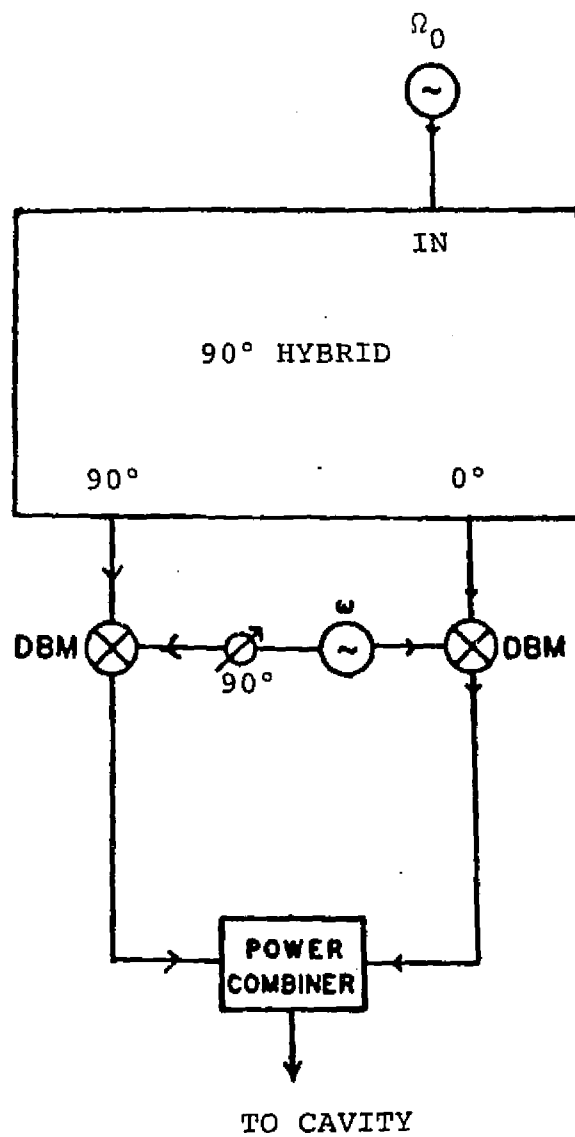 Ω0
~
IN
90° HYBRID
90°
0°
ω
DBM
~
DBM
90°
POWER
COMBINER
TO CAVITY